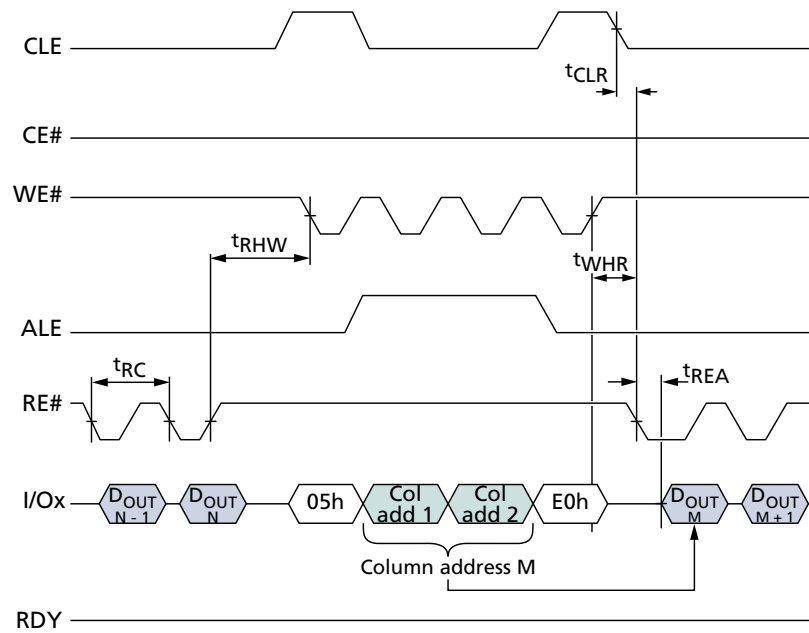 CLE
tCLR
CE#
WE#
tRHW
tWHR
ALE
tRC
tREA
RE#
I/Ox
DOUT
N - 1
DOUT
N
05h
Col
add 1
Col
add 2
E0h
DOUT
M
DOUT
M + 1
Column address M
RDY